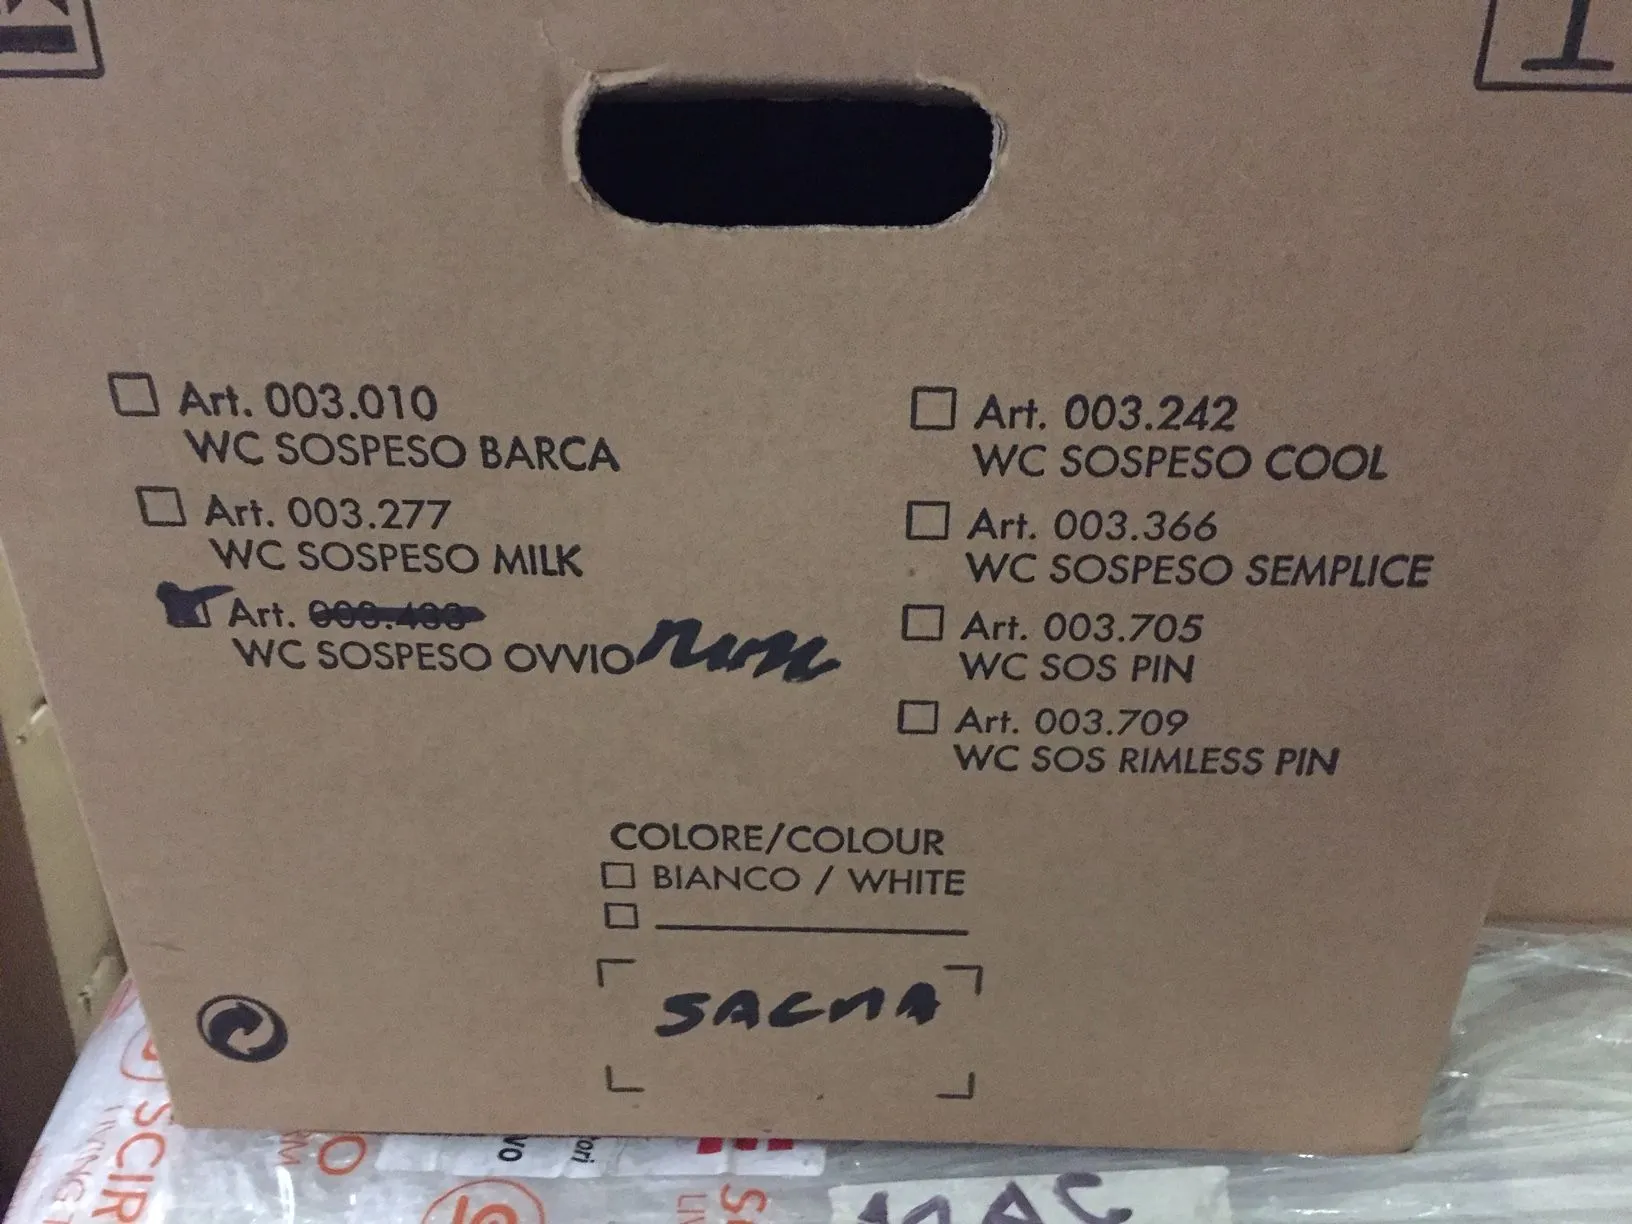 Art. 003.010
WC SOSPESO BARCA
Art. 003.277
WC SOSPESO MILK
Art.
WC SOSPESO OVVIO
Art. 003.242
WC SOSPESO COOL
Art. 003.366
WC SOSPESO SEMPLICE
Art. 003.705
WC SOS PIN
Art. 003.709
WC SOS RIMLESS PIN
COLORE/COLOUR
BIANCO / WHITE
SACMA